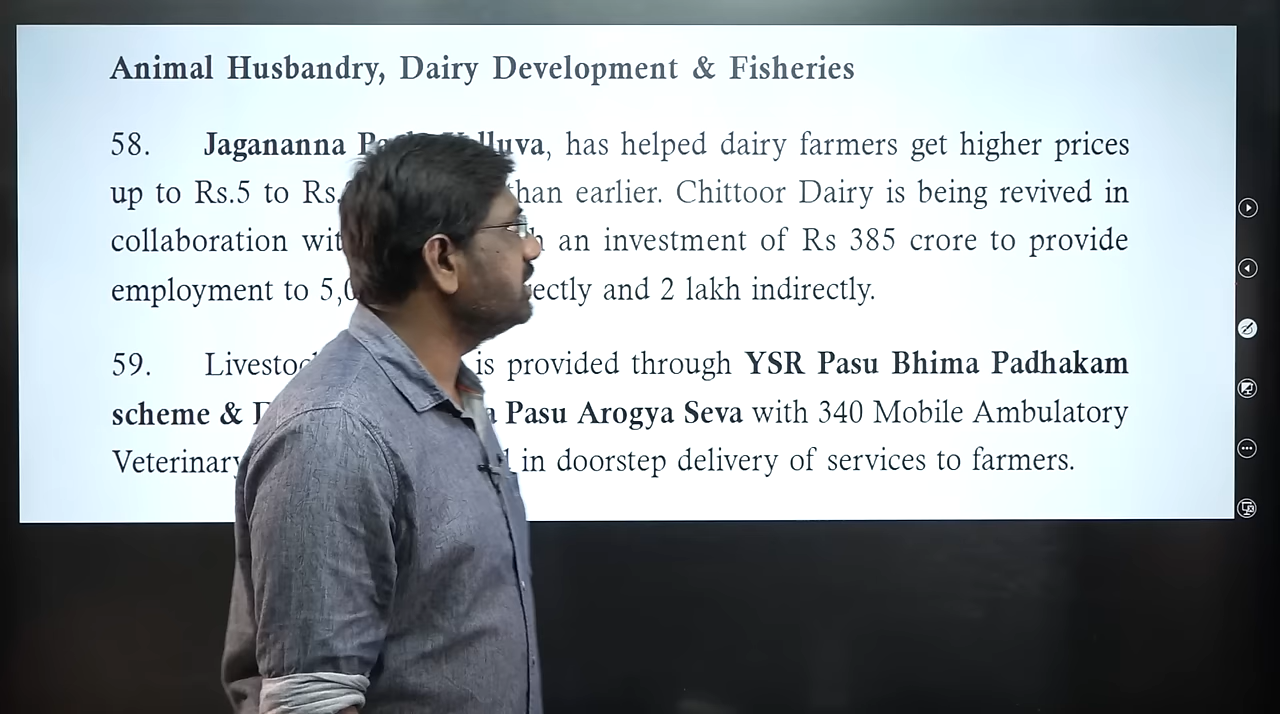 Animal Husbandry, Dairy Development & Fisheries
58. Jagananna has helped dairy farmers get higher prices
up to Rs.5 to than earlier. Chittoor Dairy is being revived in
collaboration an investment of Rs 385 crore to provide
employment to and 2 lakh indirectly.
59. is provided through YSR Pasu Bhima Padhakam
scheme & Pasu Arogya Seva with 340 Mobile Ambulatory
in doorstep delivery of services to farmers.